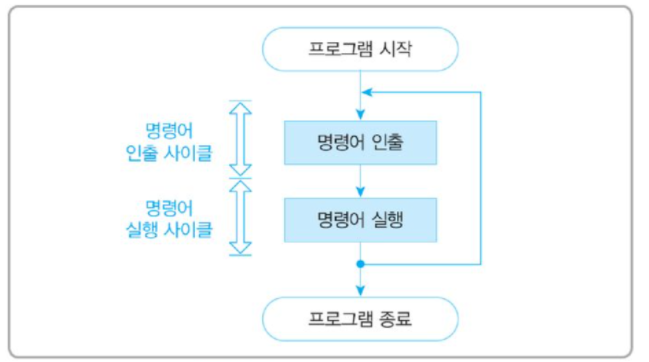 프로그램 시작
명령어
인출 사이클
명령어 인출
명령어
실행 사이클
명령어 실행
프로그램 종료